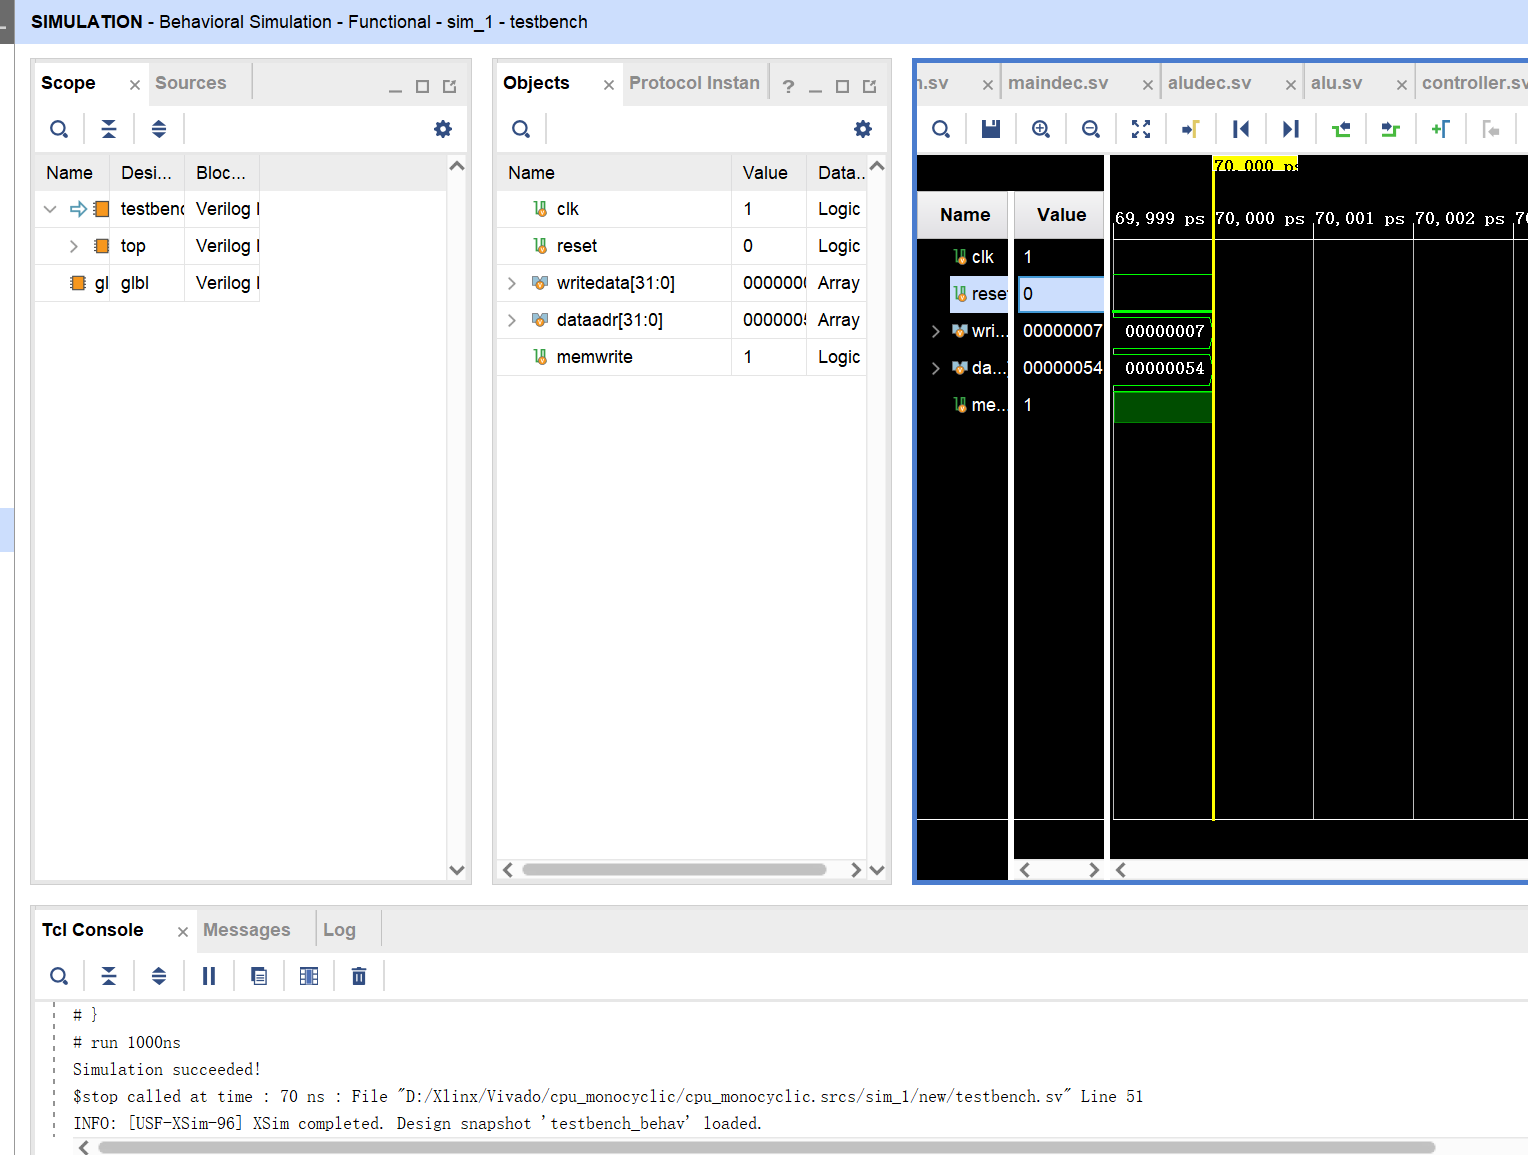 SIMULATION - Behavioral Simulation - Functional - sim_1 - testbench
Scope
Sources
Name Desi... Bloc...
testbenc Verilog
top Verilog
gl glbl Verilog
Objects
Protocol Instan
?
Name Value Data..
clk 1 Logic
reset 0 Logic
writedata[31:0] 0000000 Array
dataadr[31:0] 0000005 Array
memwrite 1 Logic
.sv maindec.sv aludec.sv alu.sv controller.sv
70,000 ps
Name Value
69,999 ps 70,000 ps 70,001 ps 70,002 ps 70
clk 1
rese 0
wri... 00000007 00000007
da... 00000054 00000054
me... 1
Tcl Console
Messages
Log
# }
# run 1000ns
Simulation succeeded!
$stop called at time : 70 ns : File "D:/Xlinx/Vivado/cpu_monocyclic/cpu_monocyclic.srcs/sim_1/new/testbench.sv" Line 51
INFO: [USF-XSim-96] XSim completed. Design snapshot 'testbench_behav' loaded.